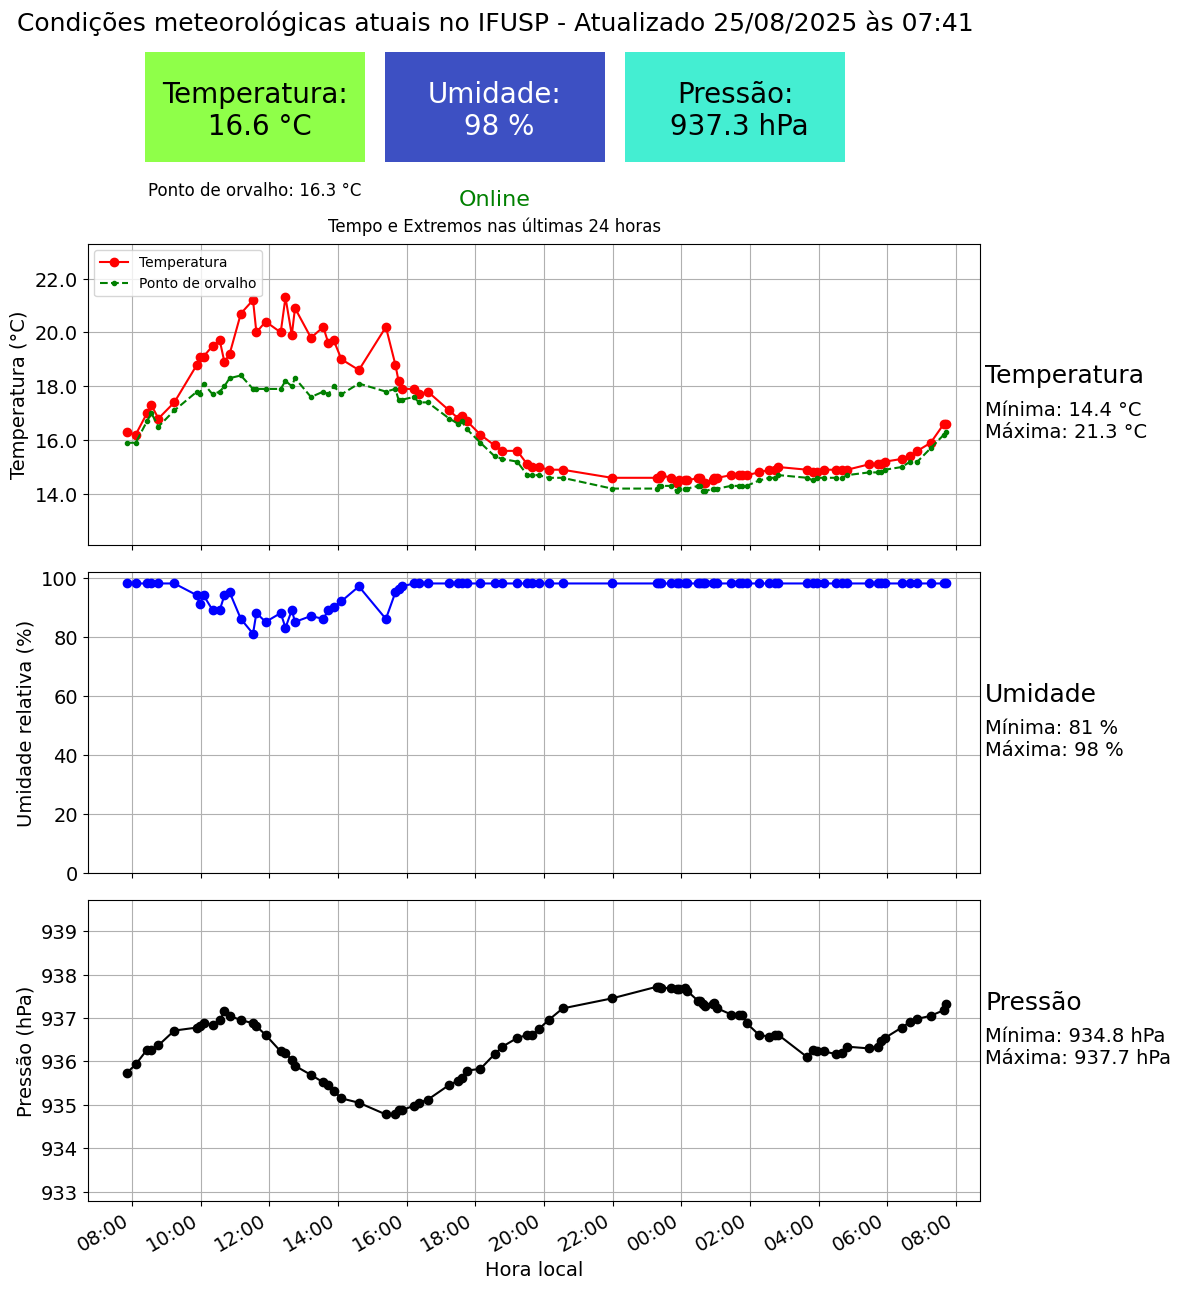 Condições meteorológicas atuais no IFUSP - Atualizado 25/08/2025 às 07:41
Temperatura:
16.6 °C
Umidade:
98 %
Pressão:
937.3 hPa
Ponto de orvalho: 16.3 °C
Online
Tempo e Extremos nas últimas 24 horas
Temperatura
Ponto de orvalho
Temperatura (°C)
22.0
20.0
18.0
16.0
14.0
Temperatura
Mínima: 14.4 °C
Máxima: 21.3 °C
Umidade relativa (%)
100
80
60
40
20
0
Umidade
Mínima: 81 %
Máxima: 98 %
Pressão (hPa)
939
938
937
936
935
934
933
Pressão
Mínima: 934.8 hPa
Máxima: 937.7 hPa
08:00 10:00 12:00 14:00 16:00 18:00 20:00 22:00 00:00 02:00 04:00 06:00 08:00
Hora local